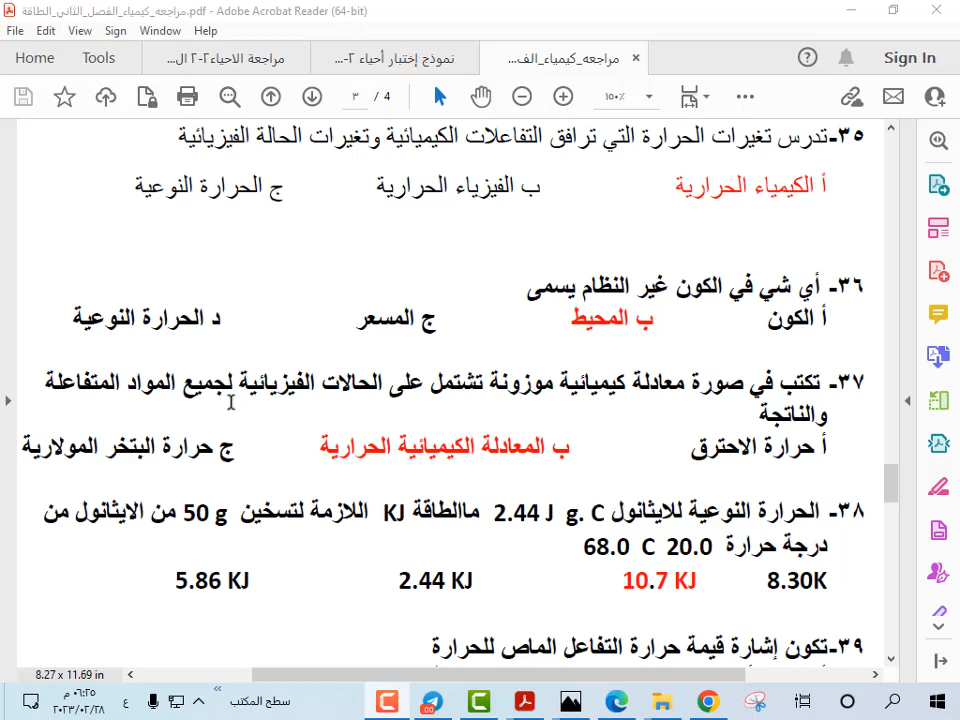 مراجعه_كيمياء_الفصل_الثاني_الطاقة.pdf - Adobe Acrobat Reader (64-bit)
File Edit View Sign Window Help
Home Tools مراجعة الاحياء٢-٢ ال... نموذج إختبار أحياء ٢-... مراجعه_كيمياء_الف... × Sign In
٣ / 4 ١٥٠٪
٣٥-تدرس تغيرات الحرارة التي ترافق التفاعلات الكيميائية وتغيرات الحالة الفيزيائية
أ الكيمياء الحرارية ب الفيزياء الحرارية ج الحرارة النوعية
٣٦- أي شي في الكون غير النظام يسمى
أ الكون ب المحيط ج المسعر د الحرارة النوعية
٣٧- تكتب في صورة معادلة كيميائية موزونة تشتمل على الحالات الفيزيائية لجميع المواد المتفاعلة
والناتجة
أ حرارة الاحترق ب المعادلة الكيميائية الحرارية ج حرارة البتخر المولارية
٣٨- الحرارة النوعية للايثانول 2.44 J g. C ماالطاقة KJ اللازمة لتسخين 50 g من الايثانول من
درجة حرارة 20.0 68.0 C
8.30K 10.7 KJ 2.44 KJ 5.86 KJ
٣٩-تكون إشارة قيمة حرارة التفاعل الماص للحرارة
8.27 x 11.69 in
سطح المكتب ع ٠٦:٢٥ م
٢٠٢٣/٠٢/٢٨